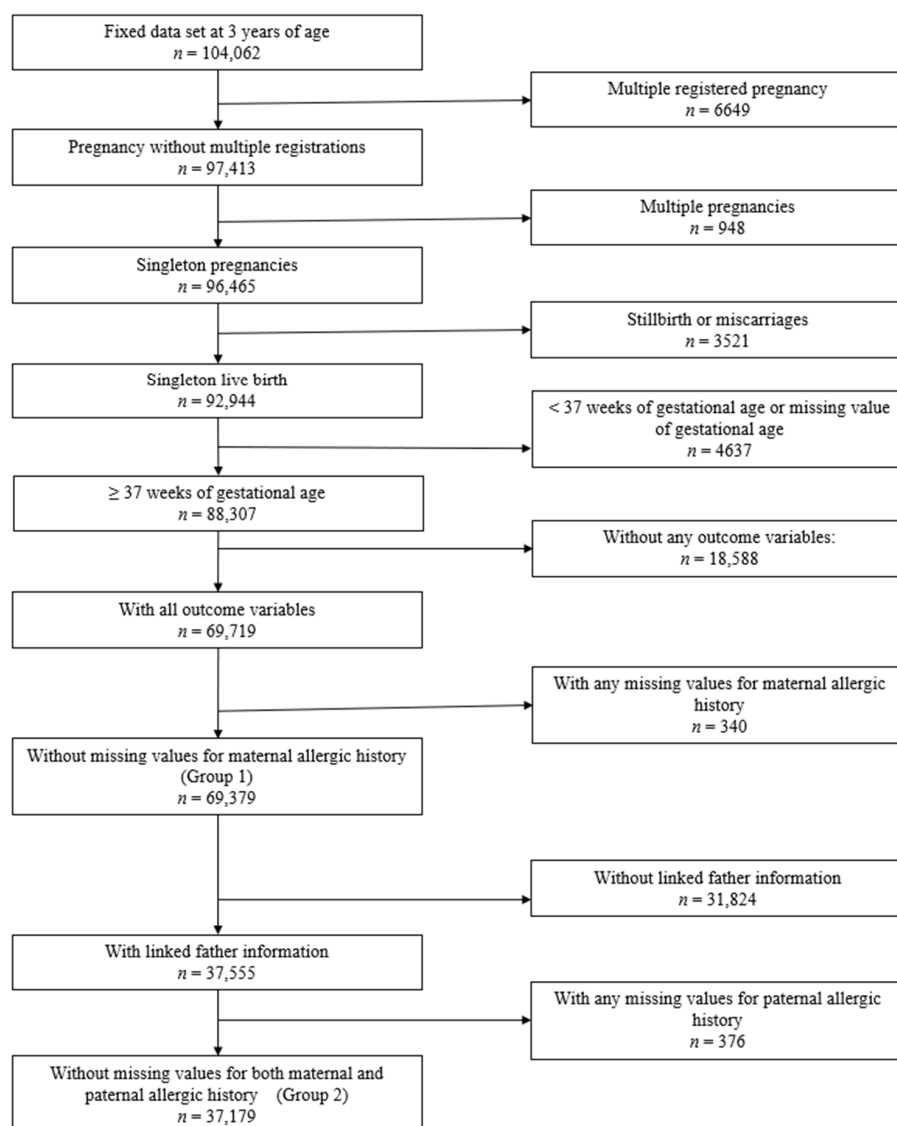 Fixed data set at 3 years of age
n = 104,062
Multiple registered pregnancy
n = 6649
Pregnancy without multiple registrations
n = 97,413
Multiple pregnancies
n = 948
Singleton pregnancies
n = 96,465
Stillbirth or miscarriages
n = 3521
Singleton live birth
n = 92,944
< 37 weeks of gestational age or missing value
of gestational age
n = 4637
≥ 37 weeks of gestational age
n = 88,307
Without any outcome variables:
n = 18,588
With all outcome variables
n = 69,719
With any missing values for maternal allergic
history
n = 340
Without missing values for maternal allergic history
(Group 1)
n = 69,379
Without linked father information
n = 31,824
With linked father information
n = 37,555
With any missing values for paternal allergic
history
n = 376
Without missing values for both maternal and
paternal allergic history (Group 2)
n = 37,179